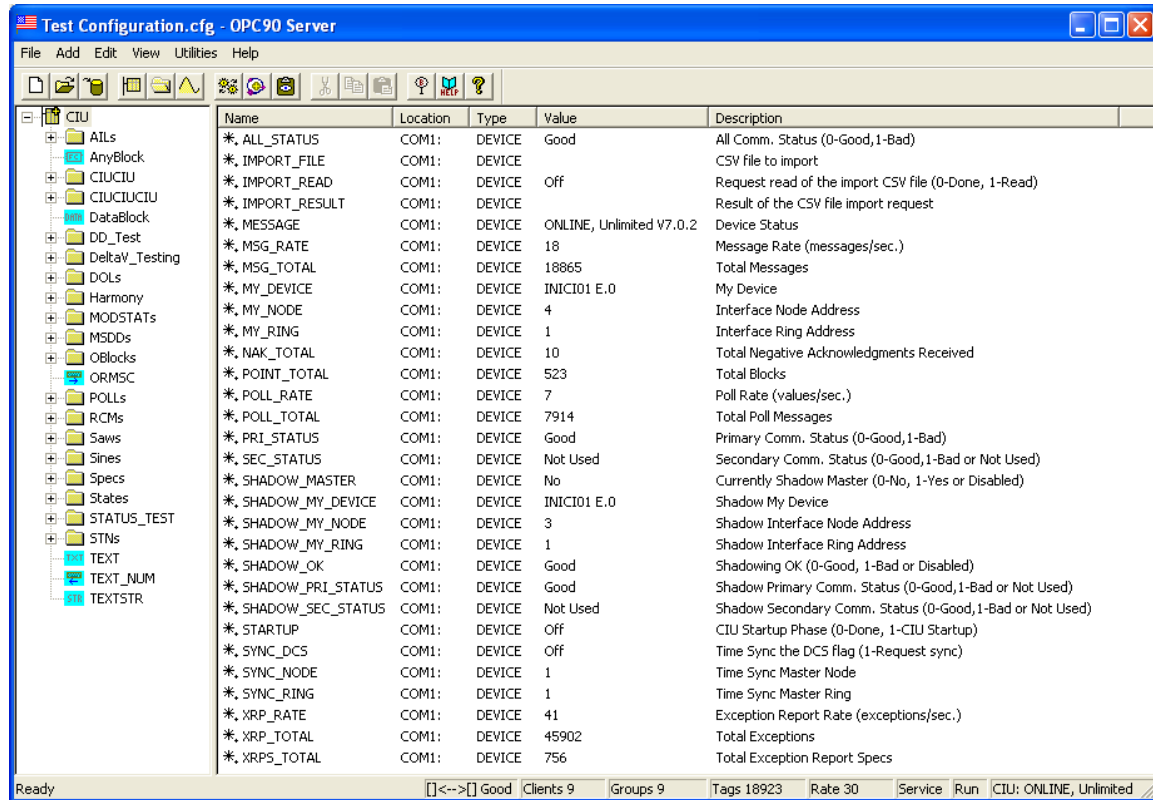 Test Configuration.cfg - OPC90 Server
File Add Edit View Utilities Help
HELP
CIU
AILs
FC AnyBlock
CIUCIU
CIUCIUCIU
DATA DataBlock
DD_Test
DeltaV_Testing
DOLs
Harmony
MODSTATs
MSDDs
OBlocks
ORMSC
POLLs
RCMs
Saws
Sines
Specs
States
STATUS_TEST
STNs
TXT TEXT
TEXT_NUM
STR TEXTSTR
Name Location Type Value Description
ALL_STATUS COM1: DEVICE Good All Comm. Status (0-Good,1-Bad)
IMPORT_FILE COM1: DEVICE CSV file to import
IMPORT_READ COM1: DEVICE Off Request read of the import CSV file (0-Done, 1-Read)
IMPORT_RESULT COM1: DEVICE Result of the CSV file import request
MESSAGE COM1: DEVICE ONLINE, Unlimited V7.0.2 Device Status
MSG_RATE COM1: DEVICE 18 Message Rate (messages/sec.)
MSG_TOTAL COM1: DEVICE 18865 Total Messages
MY_DEVICE COM1: DEVICE INICI01 E.0 My Device
MY_NODE COM1: DEVICE 4 Interface Node Address
MY_RING COM1: DEVICE 1 Interface Ring Address
NAK_TOTAL COM1: DEVICE 10 Total Negative Acknowledgments Received
POINT_TOTAL COM1: DEVICE 523 Total Blocks
POLL_RATE COM1: DEVICE 7 Poll Rate (values/sec.)
POLL_TOTAL COM1: DEVICE 7914 Total Poll Messages
PRI_STATUS COM1: DEVICE Good Primary Comm. Status (0-Good,1-Bad)
SEC_STATUS COM1: DEVICE Not Used Secondary Comm. Status (0-Good,1-Bad or Not Used)
SHADOW_MASTER COM1: DEVICE No Currently Shadow Master (0-No, 1-Yes or Disabled)
SHADOW_MY_DEVICE COM1: DEVICE INICI01 E.0 Shadow My Device
SHADOW_MY_NODE COM1: DEVICE 3 Shadow Interface Node Address
SHADOW_MY_RING COM1: DEVICE 1 Shadow Interface Ring Address
SHADOW_OK COM1: DEVICE Good Shadowing OK (0-Good, 1-Bad or Disabled)
SHADOW_PRI_STATUS COM1: DEVICE Good Shadow Primary Comm. Status (0-Good,1-Bad or Not Used)
SHADOW_SEC_STATUS COM1: DEVICE Not Used Shadow Secondary Comm. Status (0-Good,1-Bad or Not Used)
STARTUP COM1: DEVICE Off CIU Startup Phase (0-Done, 1-CIU Startup)
SYNC_DCS COM1: DEVICE Off Time Sync the DCS flag (1-Request sync)
SYNC_NODE COM1: DEVICE 1 Time Sync Master Node
SYNC_RING COM1: DEVICE 1 Time Sync Master Ring
XRP_RATE COM1: DEVICE 41 Exception Report Rate (exceptions/sec.)
XRP_TOTAL COM1: DEVICE 45902 Total Exceptions
XRPS_TOTAL COM1: DEVICE 756 Total Exception Report Specs
Ready []<-->[] Good Clients 9 Groups 9 Tags 18923 Rate 30 Service Run CIU: ONLINE, Unlimited